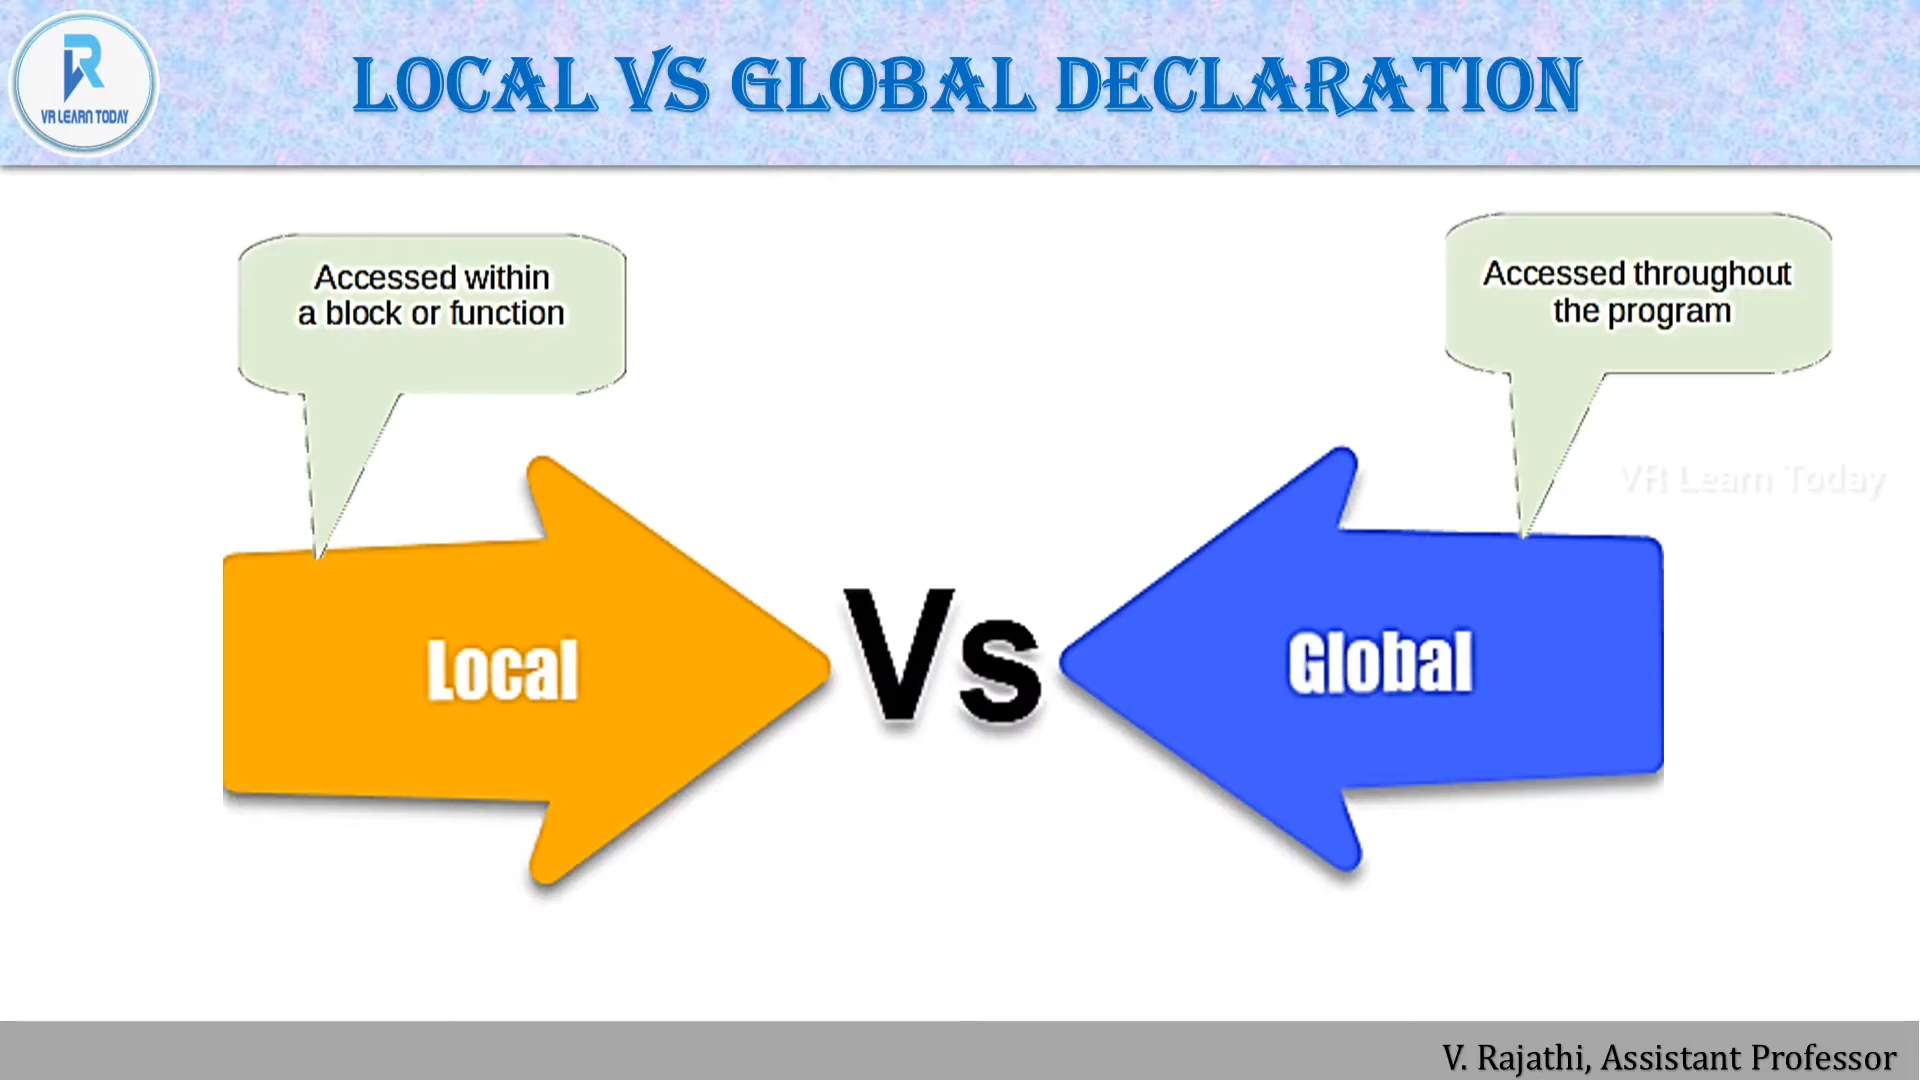 VR LEARN TODAY
LOCAL VS GLOBAL DECLARATION
Accessed within
a block or function
Accessed throughout
the program
VR Learn Today
Local
Vs
Global
V. Rajathi, Assistant Professor